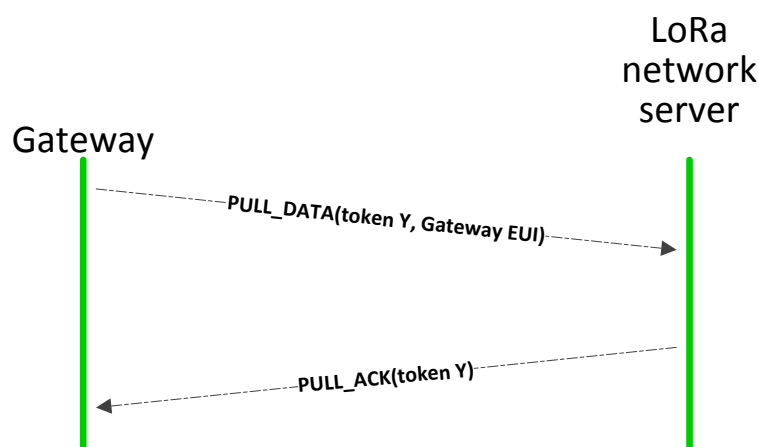 LoRa
network
server
Gateway
PULL_DATA(token Y, Gateway EUI)
PULL_ACK(token Y)